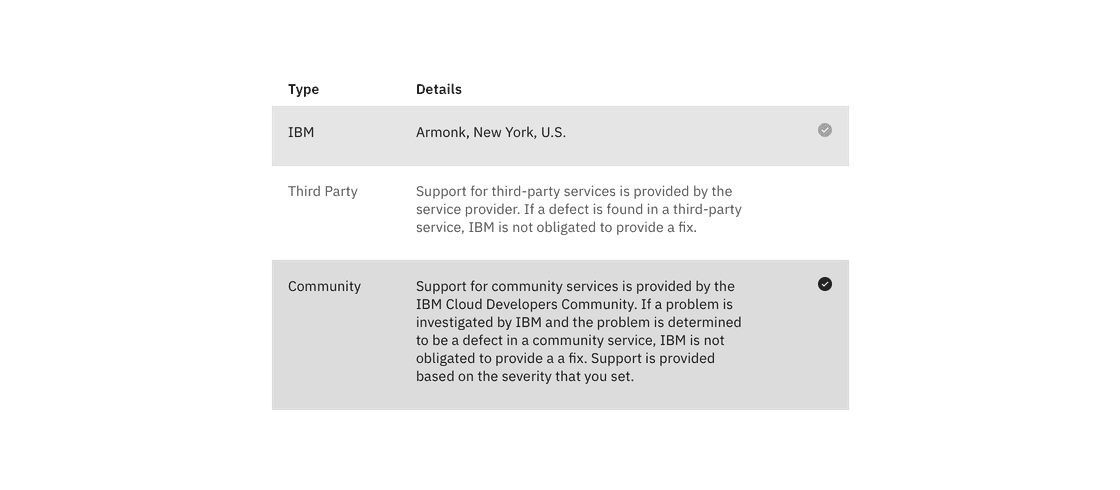 Type Details
IBM Armonk, New York, U.S.
Third Party Support for third-party services is provided by the
service provider. If a defect is found in a third-party
service, IBM is not obligated to provide a fix.
Community Support for community services is provided by the
IBM Cloud Developers Community. If a problem is
investigated by IBM and the problem is determined
to be a defect in a community service, IBM is not
obligated to provide a a fix. Support is provided
based on the severity that you set.